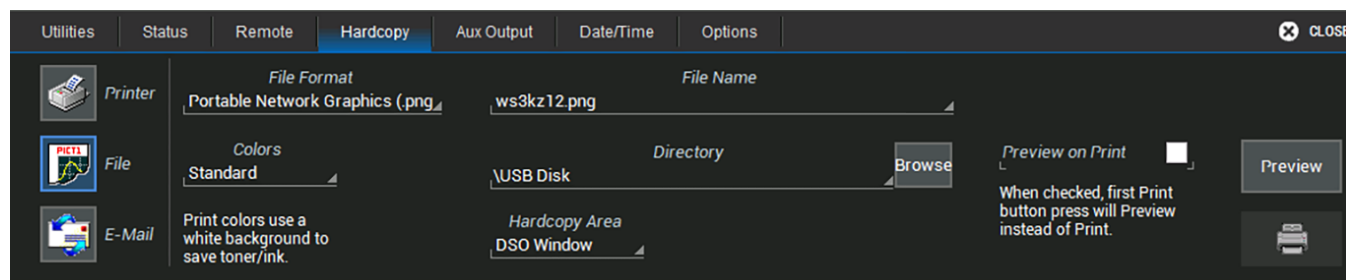 Utilities Status Remote Hardcopy Aux Output Date/Time Options CLOSE
Printer
File Format
Portable Network Graphics (.png
File Name
ws3kz12.png
PICT1
File
Colors
Standard
Directory
\USB Disk
Browse
Preview on Print
When checked, first Print
button press will Preview
instead of Print.
Preview
E-Mail
Print colors use a
white background to
save toner/ink.
Hardcopy Area
DSO Window